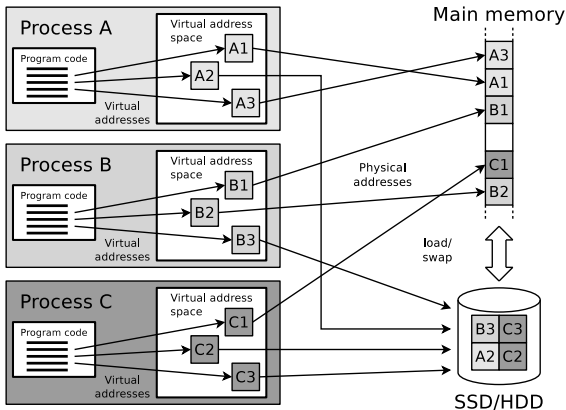 Process A
Program code
Virtual
addresses
Virtual address
space
A1
A2
A3
Process B
Program code
Virtual
addresses
Virtual address
space
B1
B2
B3
Process C
Program code
Virtual
addresses
Virtual address
space
C1
C2
C3
Physical
addresses
Main memory
A3
A1
B1
C1
B2
load/
swap
B3 C3
A2 C2
SSD/HDD